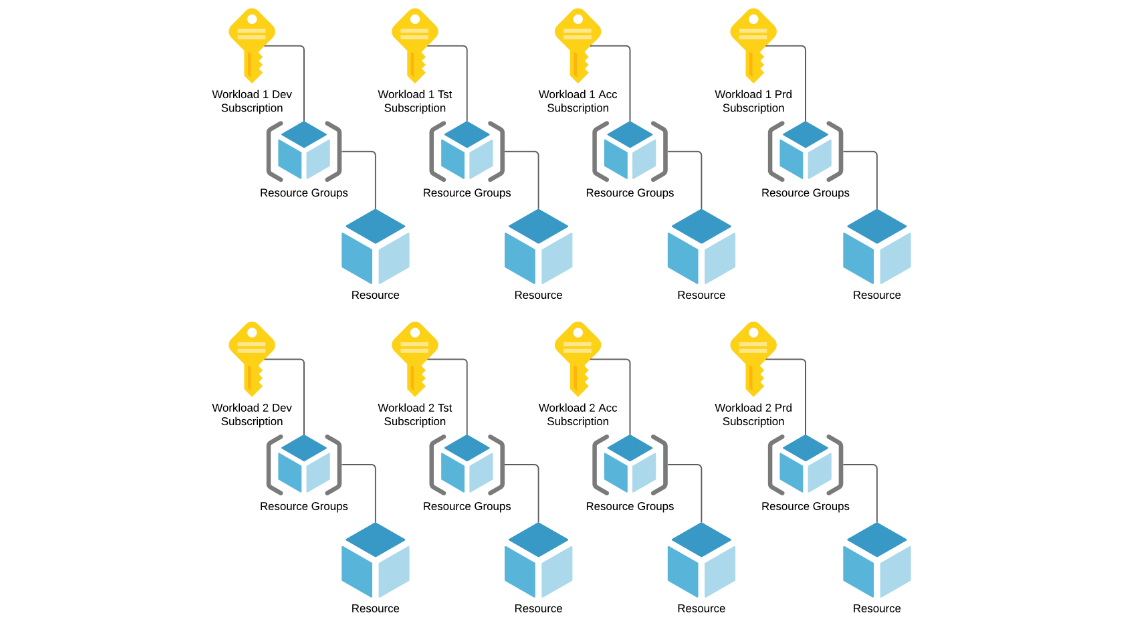 Workload 1 Dev
Subscription
Workload 1 Tst
Subscription
Workload 1 Acc
Subscription
Workload 1 Prd
Subscription
Resource Groups
Resource Groups
Resource Groups
Resource Groups
Resource
Resource
Resource
Resource
Workload 2 Dev
Subscription
Workload 2 Tst
Subscription
Workload 2 Acc
Subscription
Workload 2 Prd
Subscription
Resource Groups
Resource Groups
Resource Groups
Resource Groups
Resource
Resource
Resource
Resource